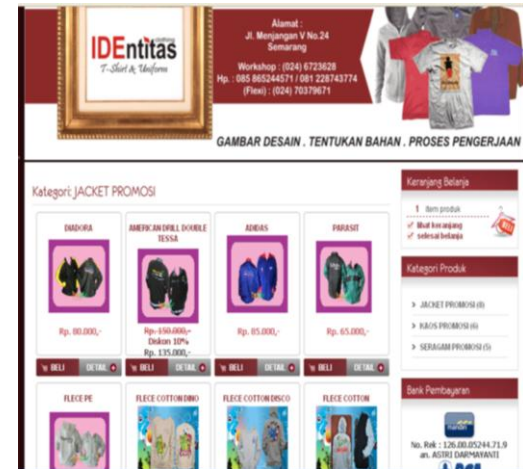 IDEntitas
clothing
T-Shirt & Uniform
Alamat :
Jl. Menjangan V No.24
Semarang
Workshop : (024) 6723628
Hp. : 085 865244571 / 081 228743774
(Flexi) : (024) 70379671
GAMBAR DESAIN . TENTUKAN BAHAN . PROSES PENGERJAAN
Kategori: JACKET PROMOSI
DIADORA
Rp. 80.000,-
BELI DETAIL
AMERICAN DRILL DOUBLE
TESSA
Rp. 150.000,-
Diskon 10%
Rp. 135.000,-
BELI DETAIL
ADIDAS
Rp. 85.000,-
BELI DETAIL
PARASIT
Rp. 65.000,-
BELI DETAIL
FLECE PE
FLECE COTTON DINO
FLECE COTTON DISCO
FLECE COTTON
Keranjang Belanja
1 item produk
lihat keranjang
selesai belanja
BELI
Kategori Produk
> JACKET PROMOSI (8)
> KAOS PROMOSI (6)
> SERAGAM PROMOSI (5)
Bank Pembayaran
mandiri
No. Rek : 126.00.05244.71.9
an. ASTRI DARMAYANTI